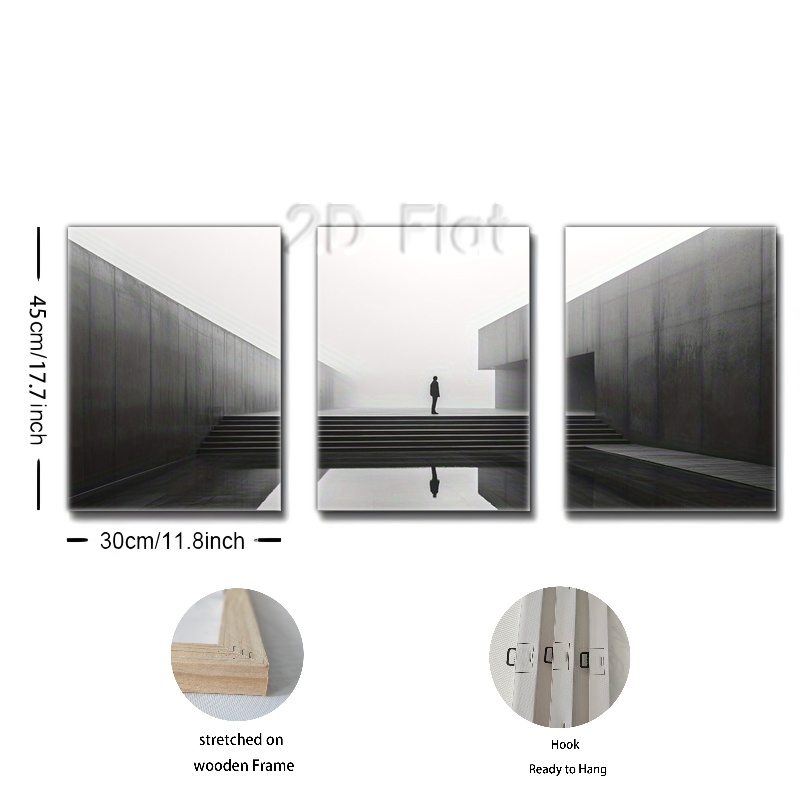 2D Flat
45cm/17.7inch
30cm/11.8inch
stretched on
wooden Frame
Hook
Ready to Hang